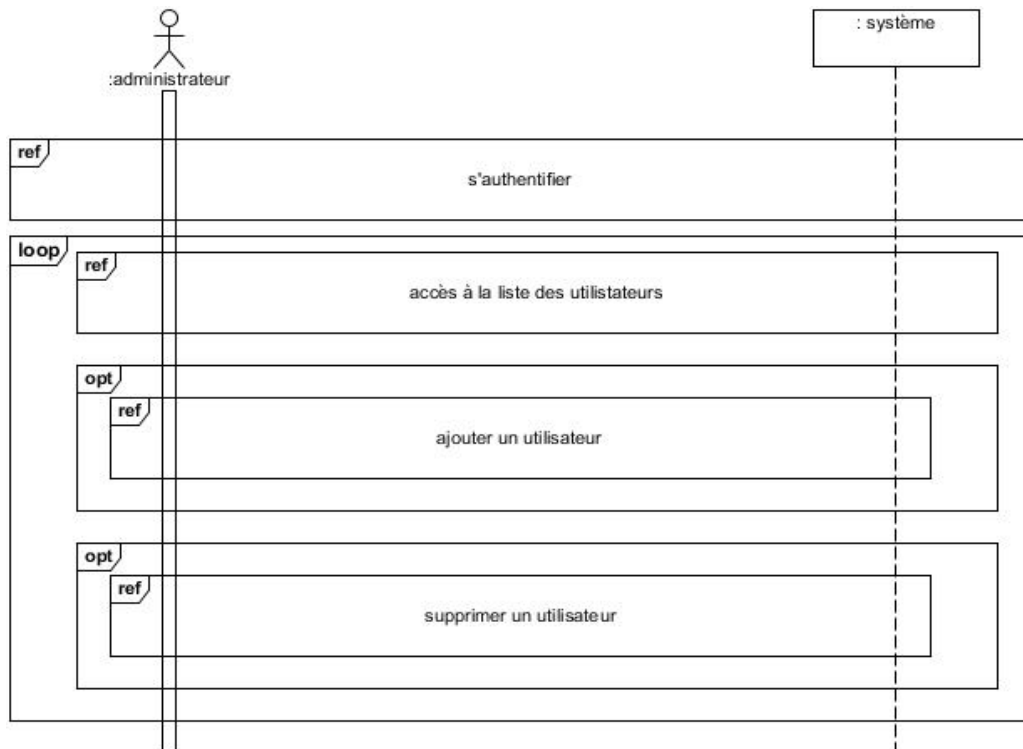 : système
:administrateur
ref
s'authentifier
loop
ref
accès à la liste des utilistateurs
opt
ref
ajouter un utilisateur
opt
ref
supprimer un utilisateur